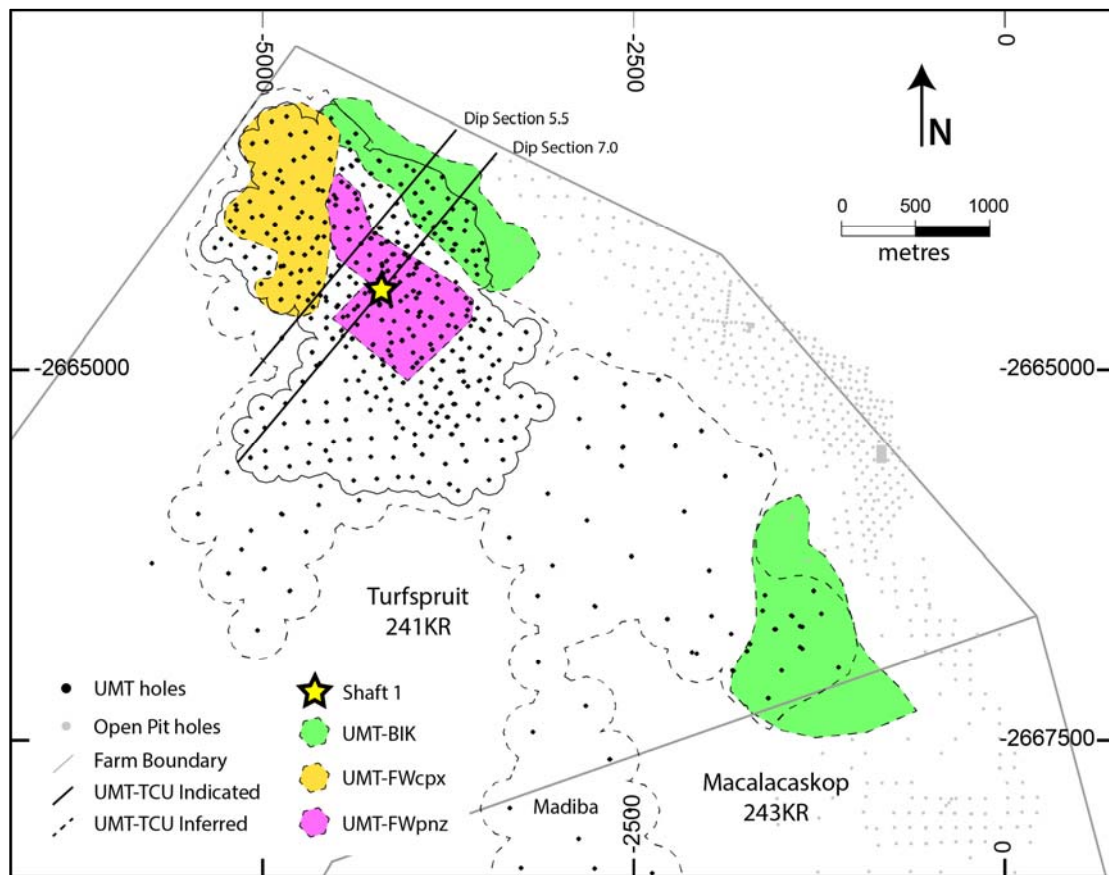 -5000
-2500
0
Dip Section 5.5
Dip Section 7.0
N
0 500 1000
metres
-2665000
-2665000
Turfspruit
241KR
UMT holes
Open Pit holes
Farm Boundary
UMT-TCU Indicated
UMT-TCU Inferred
Shaft 1
UMT-BIK
UMT-FWcpx
UMT-FWpnz
-2667500
Macalacaskop
243KR
Madiba
-2500
0